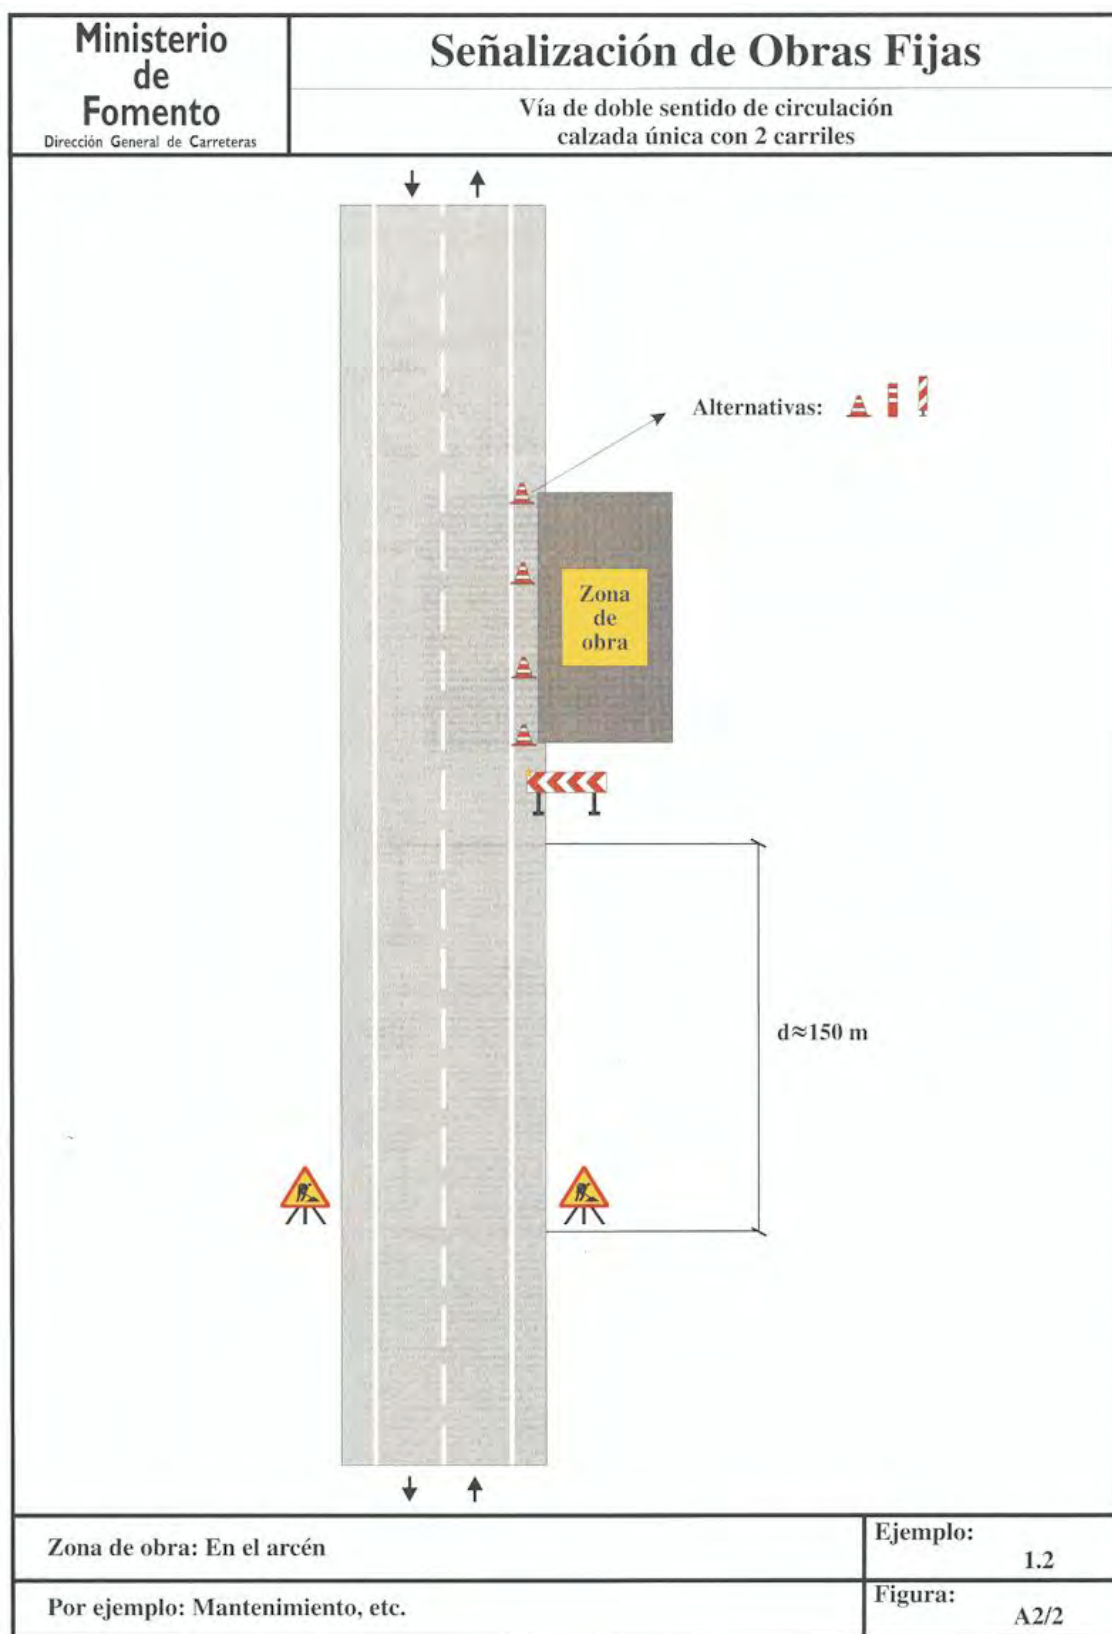 Ministerio
de
Fomento
Dirección General de Carreteras
Señalización de Obras Fijas
Vía de doble sentido de circulación
calzada única con 2 carriles
Alternativas:
Zona
de
obra
d≈150 m
Zona de obra: En el arcén
Ejemplo:
1.2
Por ejemplo: Mantenimiento, etc.
Figura:
A2/2